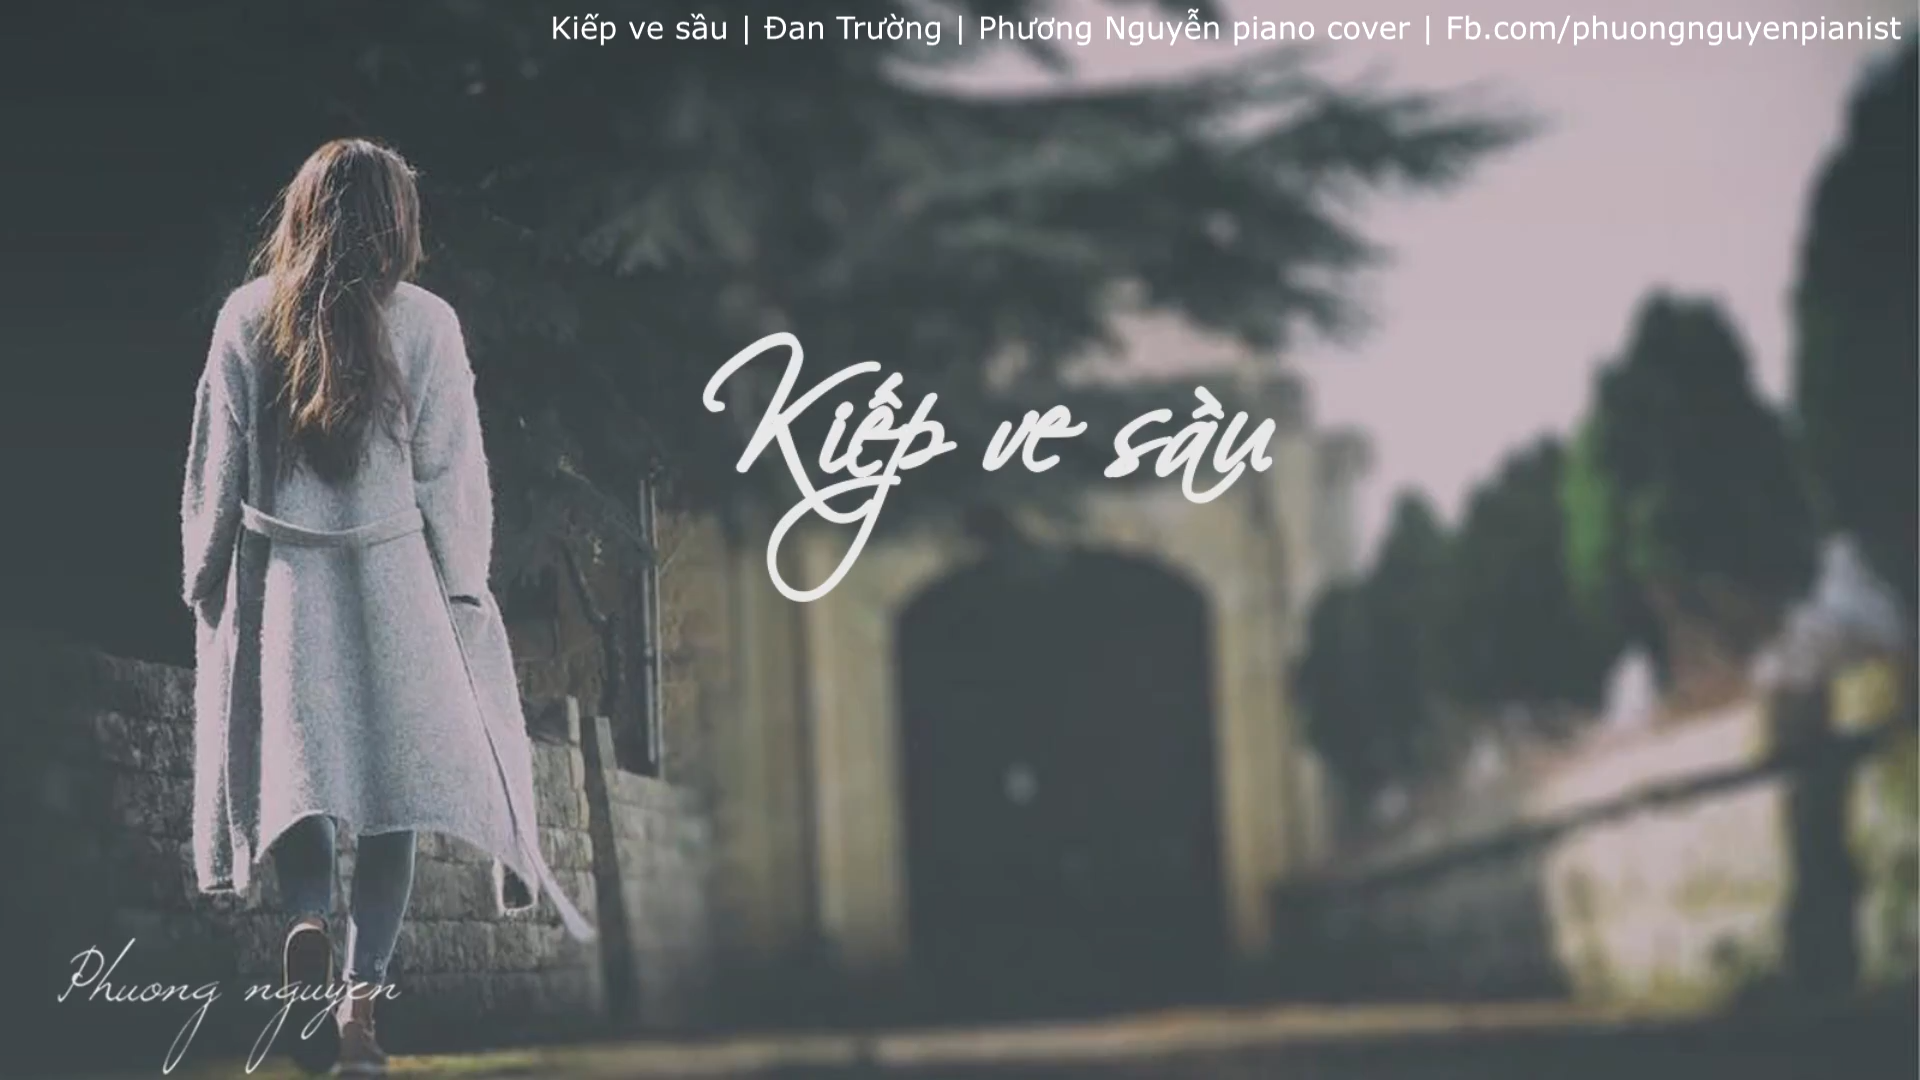 Kiếp ve sầu | Đan Trường | Phương Nguyễn piano cover | Fb.com/phuongnguyenpianist
Kiếp ve sầu
Phuong nguyen